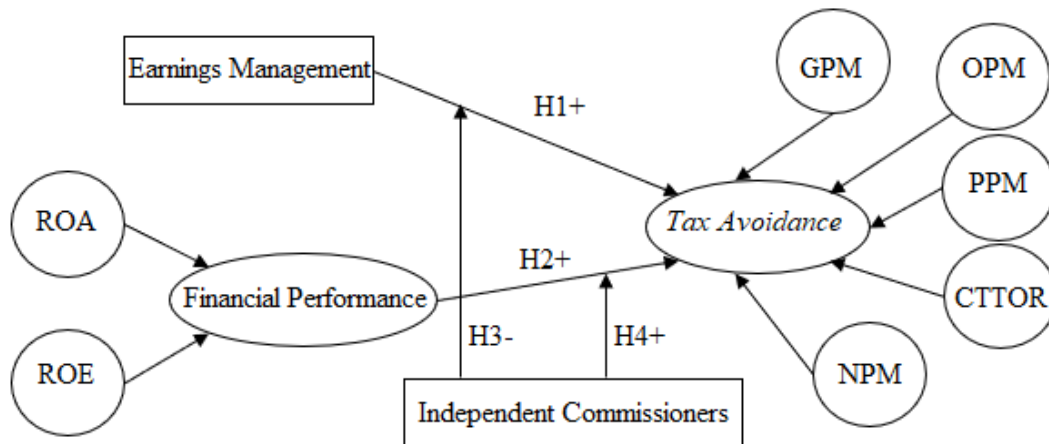 Earnings Management
GPM
OPM
H1+
PPM
ROA
Tax Avoidance
H2+
Financial Performance
CTTOR
H3-
H4+
ROE
NPM
Independent Commissioners